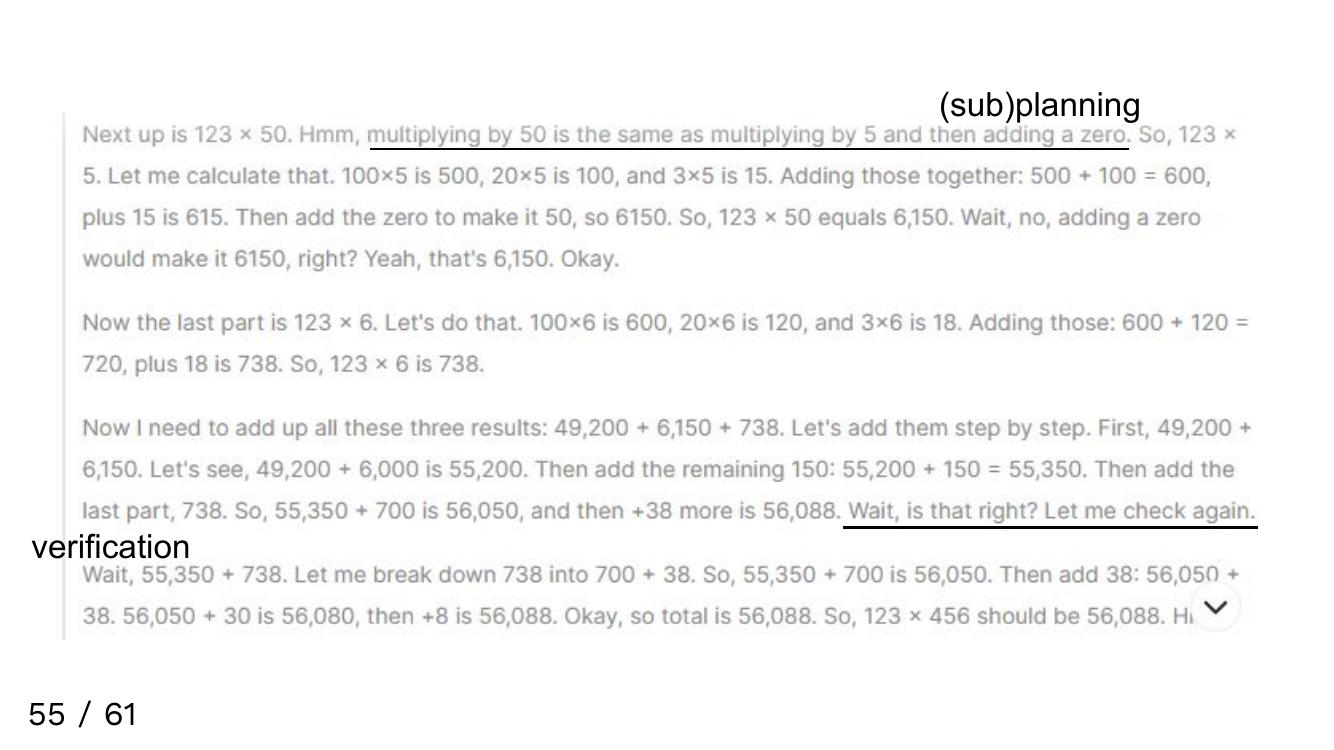 (sub)planning
Next up is 123 × 50. Hmm, multiplying by 50 is the same as multiplying by 5 and then adding a zero. So, 123 ×
5. Let me calculate that. 100×5 is 500, 20×5 is 100, and 3×5 is 15. Adding those together: 500 + 100 = 600,
plus 15 is 615. Then add the zero to make it 50, so 6150. So, 123 × 50 equals 6,150. Wait, no, adding a zero
would make it 6150, right? Yeah, that's 6,150. Okay.
Now the last part is 123 × 6. Let's do that. 100×6 is 600, 20×6 is 120, and 3×6 is 18. Adding those: 600 + 120 =
720, plus 18 is 738. So, 123 × 6 is 738.
Now I need to add up all these three results: 49,200 + 6,150 + 738. Let's add them step by step. First, 49,200 +
6,150. Let's see, 49,200 + 6,000 is 55,200. Then add the remaining 150: 55,200 + 150 = 55,350. Then add the
last part, 738. So, 55,350 + 700 is 56,050, and then +38 more is 56,088. Wait, is that right? Let me check again.
verification
Wait, 55,350 + 738. Let me break down 738 into 700 + 38. So, 55,350 + 700 is 56,050. Then add 38: 56,050 +
38. 56,050 + 30 is 56,080, then +8 is 56,088. Okay, so total is 56,088. So, 123 × 456 should be 56,088.
55 / 61